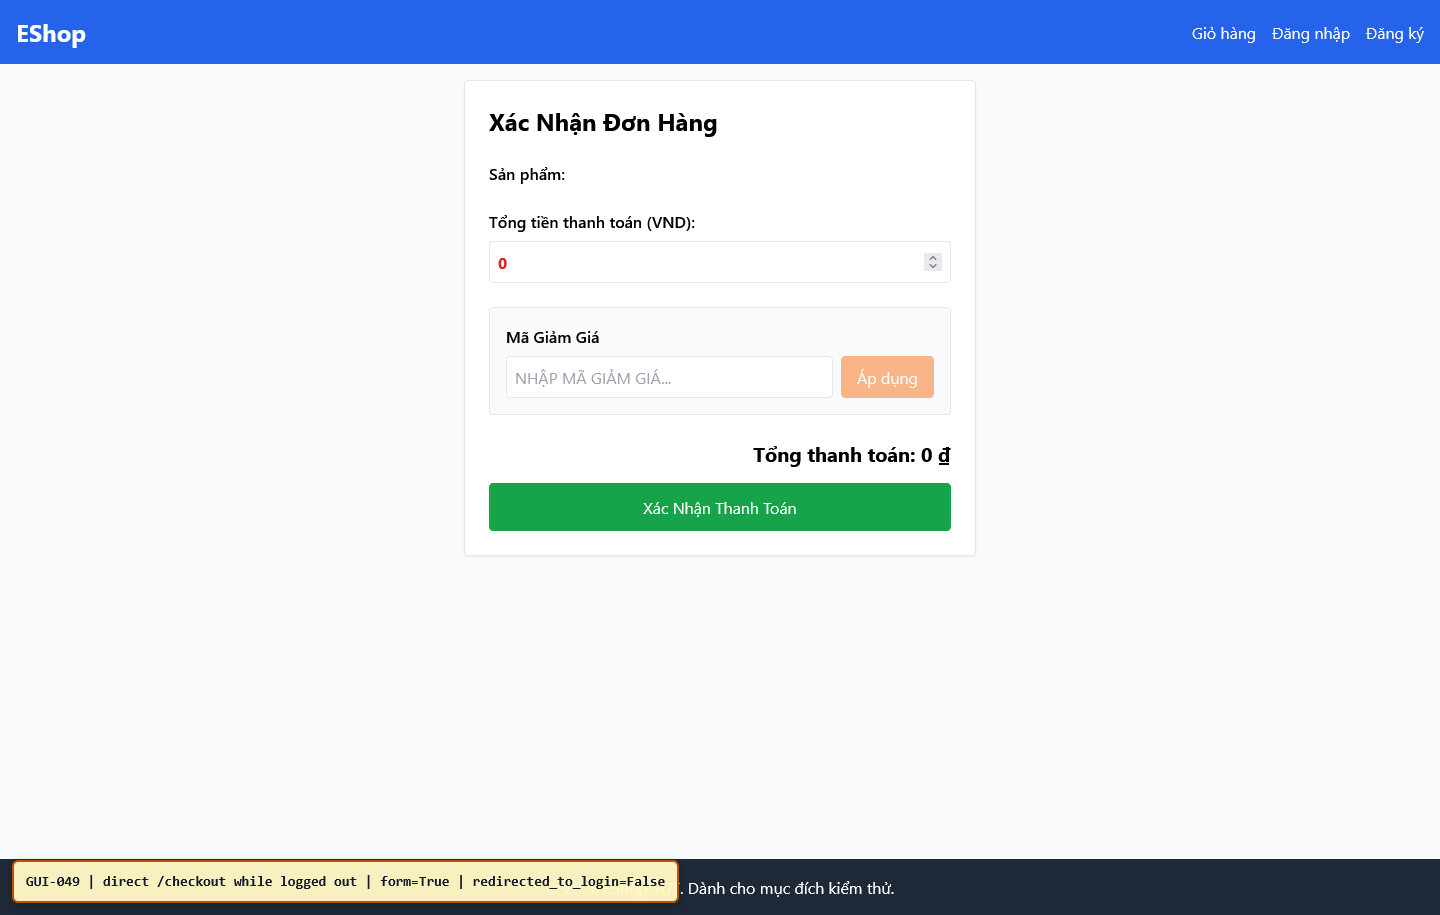 EShop
Giỏ hàng Đăng nhập Đăng ký
Xác Nhận Đơn Hàng
Sản phẩm:
Tổng tiền thanh toán (VND):
0
Mã Giảm Giá
NHẬP MÃ GIẢM GIÁ...
Áp dụng
Tổng thanh toán: 0 ₫
Xác Nhận Thanh Toán
GUI-049 | direct /checkout while logged out | form=True | redirected_to_login=False
. Dành cho mục đích kiểm thử.